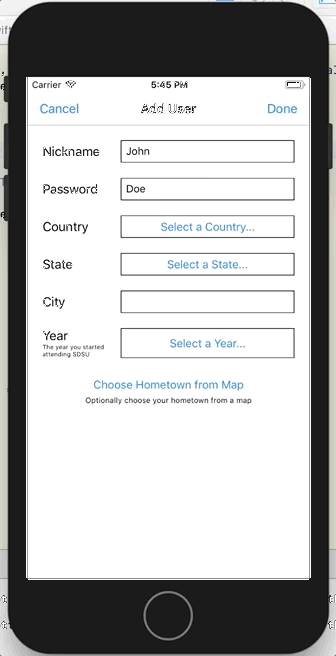 Carrier 5:45 PM
Cancel Add User Done
Nickname John
Password Doe
Country Select a Country...
State Select a State...
City
Year Select a Year...
The year you started
attending SDSU
Choose Hometown from Map
Optionally choose your hometown from a map